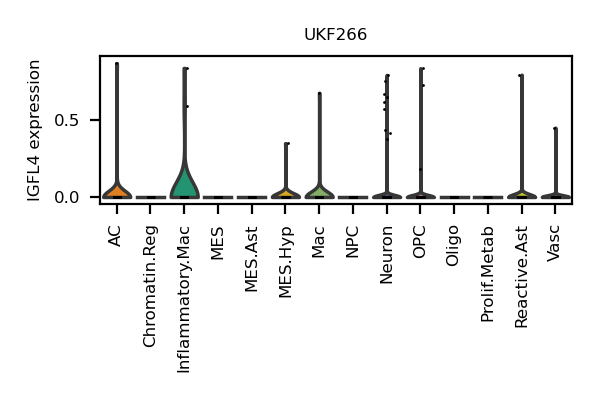 UKF266
IGFL4 expression
0.5
0.0
AC
Chromatin.Reg
Inflammatory.Mac
MES
MES.Ast
MES.Hyp
Mac
NPC
Neuron
OPC
Oligo
Prolif.Metab
Reactive.Ast
Vasc